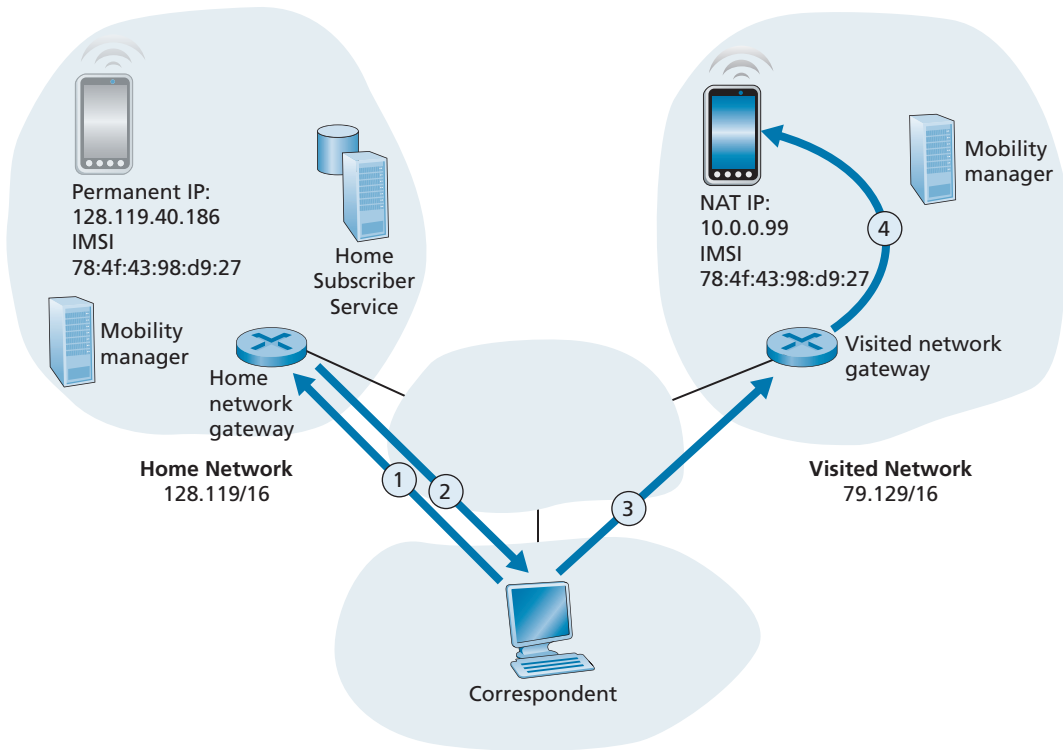 Permanent IP:
128.119.40.186
IMSI
78:4f:43:98:d9:27
Home
Subscriber
Service
Mobility
manager
Home
network
gateway
Home Network
128.119/16
1
2
3
4
NAT IP:
10.0.0.99
IMSI
78:4f:43:98:d9:27
Mobility
manager
Visited network
gateway
Visited Network
79.129/16
Correspondent